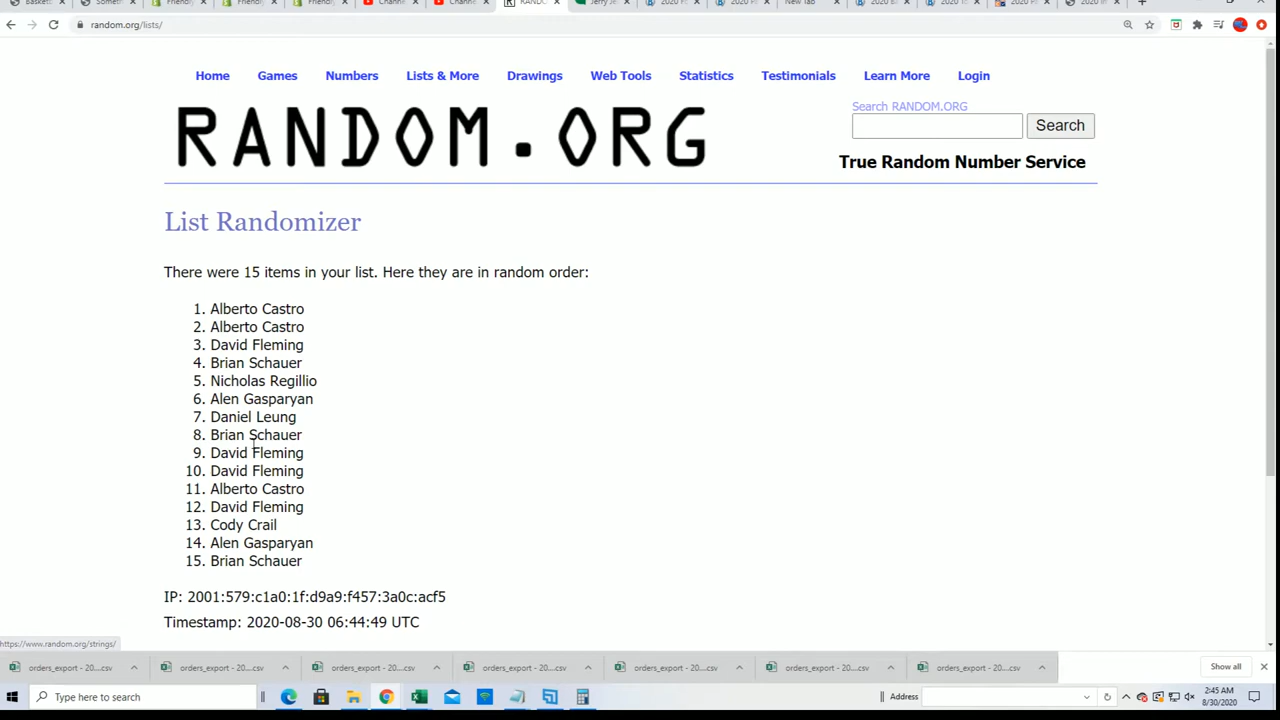 random.org/lists/
Home Games Numbers Lists & More Drawings Web Tools Statistics Testimonials Learn More Login
RANDOM.ORG
Search RANDOM.ORG
Search
True Random Number Service
List Randomizer
There were 15 items in your list. Here they are in random order:
1. Alberto Castro
2. Alberto Castro
3. David Fleming
4. Brian Schauer
5. Nicholas Regillio
6. Alen Gasparyan
7. Daniel Leung
8. Brian Schauer
9. David Fleming
10. David Fleming
11. Alberto Castro
12. David Fleming
13. Cody Crail
14. Alen Gasparyan
15. Brian Schauer
IP: 2001:579:c1a0:1f:d9a9:f457:3a0c:acf5
Timestamp: 2020-08-30 06:44:49 UTC
https://www.random.org/strings/
orders_export - 20....csv orders_export - 20....csv orders_export - 20....csv orders_export - 20....csv orders_export - 20....csv orders_export - 20....csv orders_export - 20....csv Show all
Type here to search
Address
2:45 AM
8/30/2020